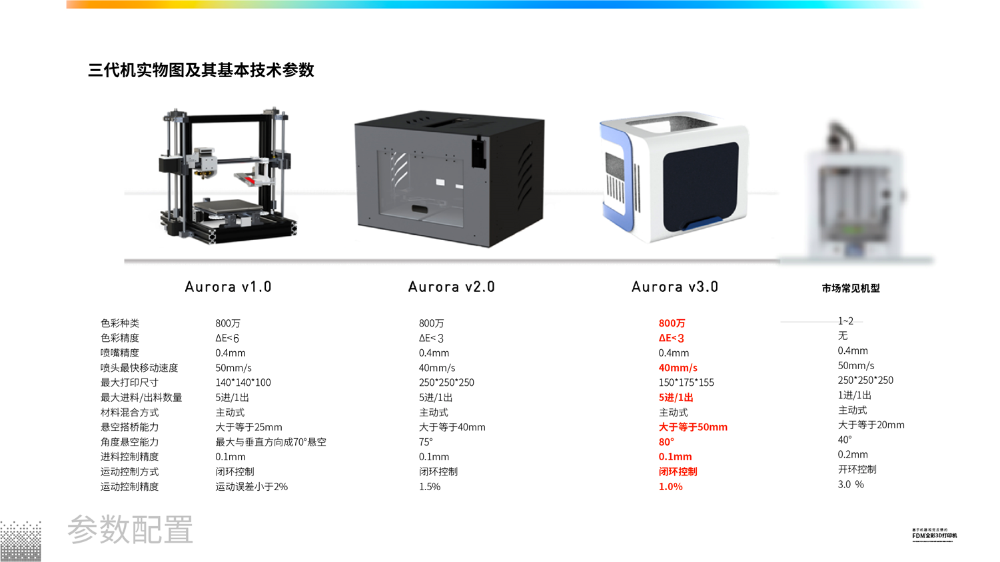 三代机实物图及其基本技术参数
Aurora v1.0 Aurora v2.0 Aurora v3.0 市场常见机型
色彩种类 800万 800万 800万 1~2
色彩精度 ΔE<6 ΔE<3 ΔE<3 无
喷嘴精度 0.4mm 0.4mm 0.4mm 0.4mm
喷头最快移动速度 50mm/s 40mm/s 40mm/s 50mm/s
最大打印尺寸 140*140*100 250*250*250 150*175*155 250*250*250
最大进料/出料数量 5进/1出 5进/1出 5进/1出 1进/1出
材料混合方式 主动式 主动式 主动式 主动式
悬空搭桥能力 大于等于25mm 大于等于40mm 大于等于50mm 大于等于20mm
角度悬空能力 最大与垂直方向成70°悬空 75° 80° 40°
进料控制精度 0.1mm 0.1mm 0.1mm 0.2mm
运动控制方式 闭环控制 闭环控制 闭环控制 开环控制
运动控制精度 运动误差小于2% 1.5% 1.0% 3.0 %
参数配置
基于机器视觉反馈的
FDM全彩3D打印机